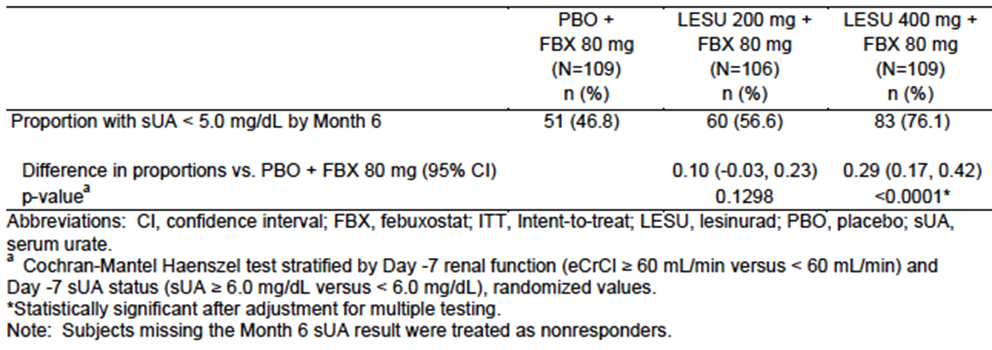 PBO + LESU 200 mg + LESU 400 mg +
FBX 80 mg FBX 80 mg FBX 80 mg
(N=109) (N=106) (N=109)
n (%) n (%) n (%)
Proportion with sUA < 5.0 mg/dL by Month 6 51 (46.8) 60 (56.6) 83 (76.1)
Difference in proportions vs. PBO + FBX 80 mg (95% CI) 0.10 (-0.03, 0.23) 0.29 (0.17, 0.42)
p-valueª 0.1298 <0.0001*
Abbreviations: CI, confidence interval; FBX, febuxostat; ITT, Intent-to-treat; LESU, lesinurad; PBO, placebo; sUA,
serum urate.
ª Cochran-Mantel Haenszel test stratified by Day -7 renal function (eCrCl ≥ 60 mL/min versus < 60 mL/min) and
Day -7 sUA status (sUA ≥ 6.0 mg/dL versus < 6.0 mg/dL), randomized values.
*Statistically significant after adjustment for multiple testing.
Note: Subjects missing the Month 6 sUA result were treated as nonresponders.